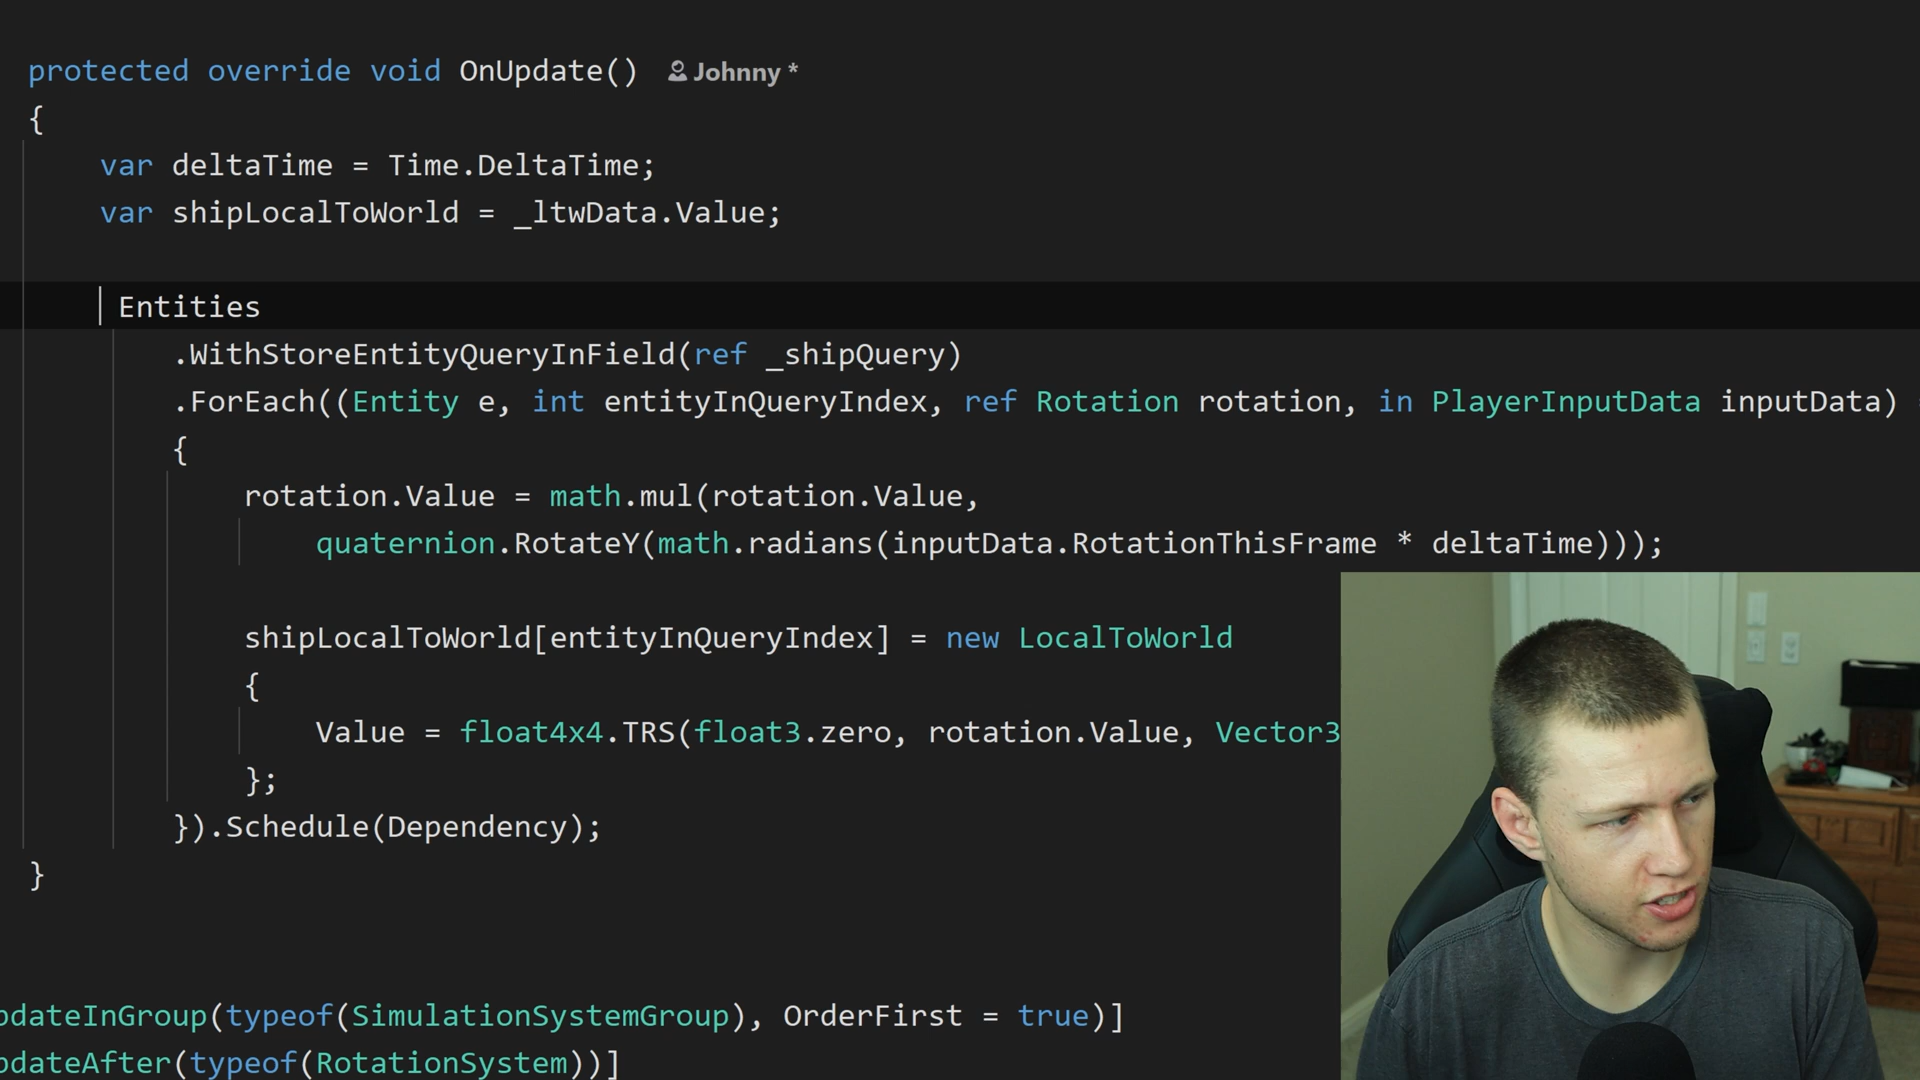 protected override void OnUpdate() Johnny *
{
var deltaTime = Time.DeltaTime;
var shipLocalToWorld = _ltwData.Value;
Entities
.WithStoreEntityQueryInField(ref _shipQuery)
.ForEach((Entity e, int entityInQueryIndex, ref Rotation rotation, in PlayerInputData inputData)
{
rotation.Value = math.mul(rotation.Value,
quaternion.RotateY(math.radians(inputData.RotationThisFrame * deltaTime)));
shipLocalToWorld[entityInQueryIndex] = new LocalToWorld
{
Value = float4x4.TRS(float3.zero, rotation.Value, Vector3
};
}).Schedule(Dependency);
}
pdateInGroup(typeof(SimulationSystemGroup), OrderFirst = true)]
pdateAfter(typeof(RotationSystem))]